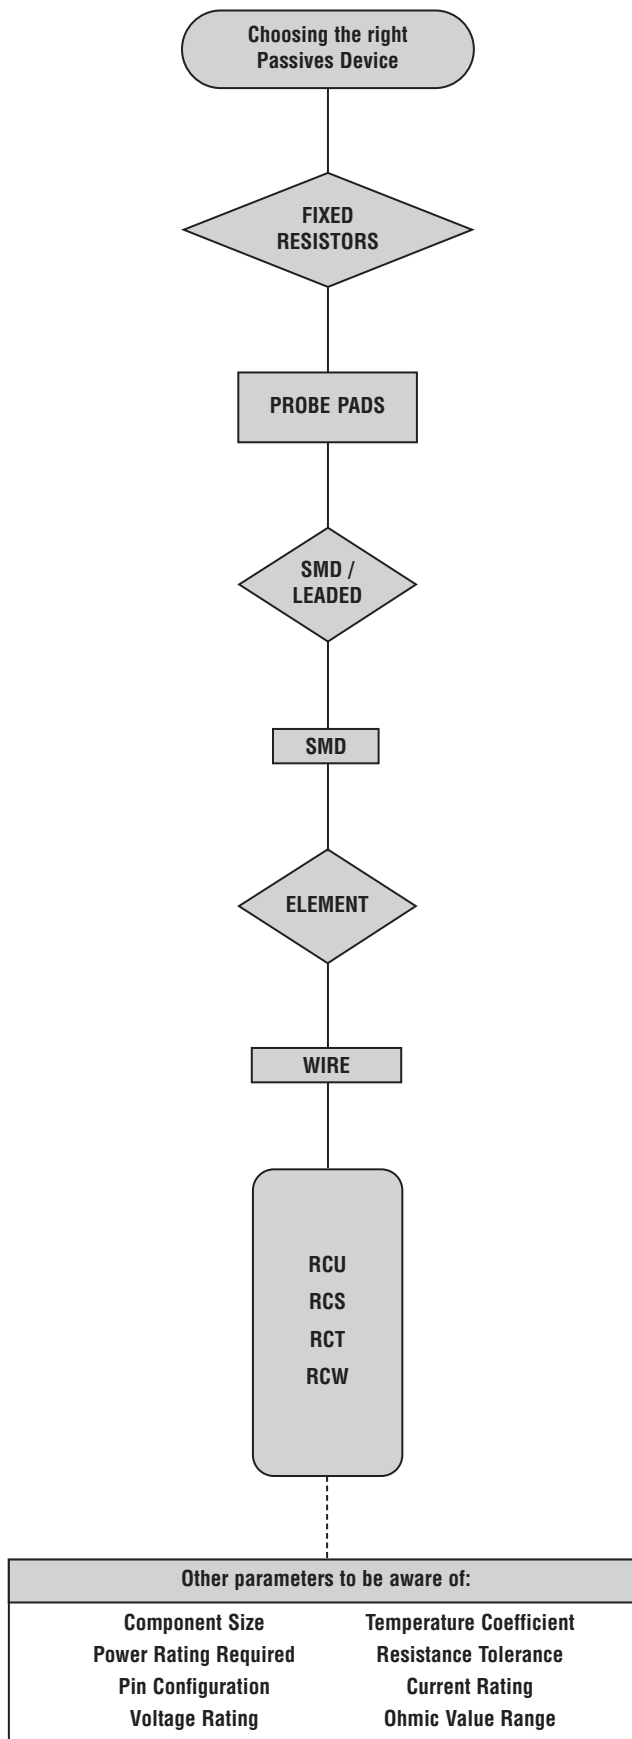 Choosing the right
Passives Device
FIXED
RESISTORS
PROBE PADS
SMD /
LEADED
SMD
ELEMENT
WIRE
RCU
RCS
RCT
RCW
Other parameters to be aware of:
Component Size
Power Rating Required
Pin Configuration
Voltage Rating
Temperature Coefficient
Resistance Tolerance
Current Rating
Ohmic Value Range